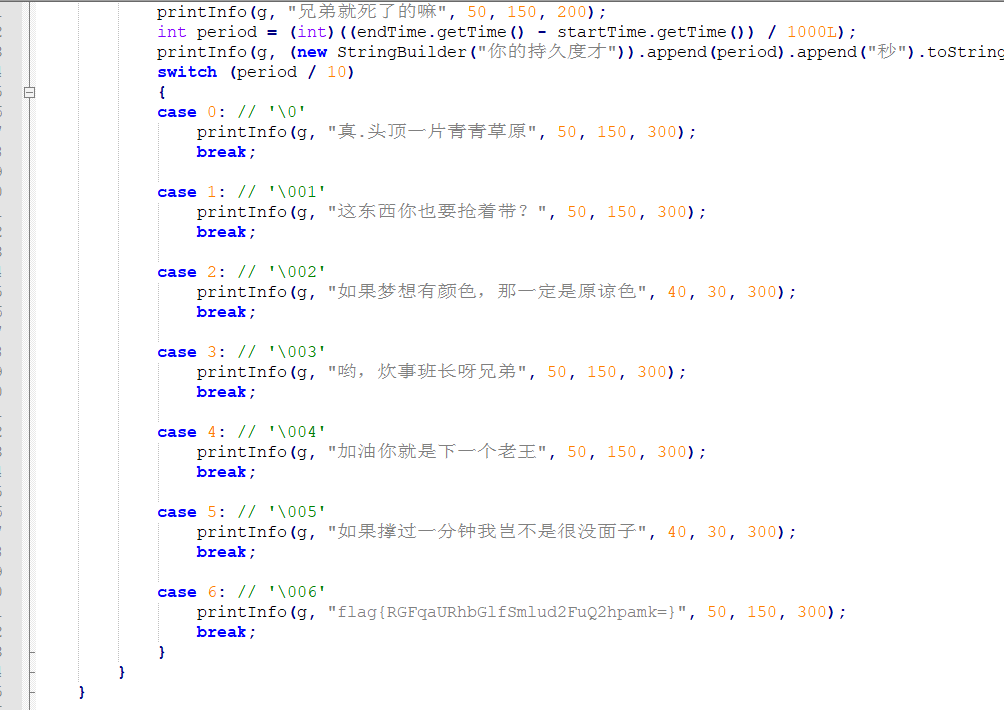 printInfo(g, "兄弟就死了的嘛", 50, 150, 200);
int period = (int)((endTime.getTime() - startTime.getTime()) / 1000L);
printInfo(g, (new StringBuilder("你的持久度才")).append(period).append("秒").toString
switch (period / 10)
{
case 0: // '\0'
printInfo(g, "真.头顶一片青青草原", 50, 150, 300);
break;
case 1: // '\001'
printInfo(g, "这东西你也要抢着带？", 50, 150, 300);
break;
case 2: // '\002'
printInfo(g, "如果梦想有颜色，那一定是原谅色", 40, 30, 300);
break;
case 3: // '\003'
printInfo(g, "哟，炊事班长呀兄弟", 50, 150, 300);
break;
case 4: // '\004'
printInfo(g, "加油你就是下一个老王", 50, 150, 300);
break;
case 5: // '\005'
printInfo(g, "如果撑过一分钟我岂不是很没面子", 40, 30, 300);
break;
case 6: // '\006'
printInfo(g, "flag{RGFqaURhbGlfSmlud2FuQ2hpamk=}", 50, 150, 300);
break;
}
}
}